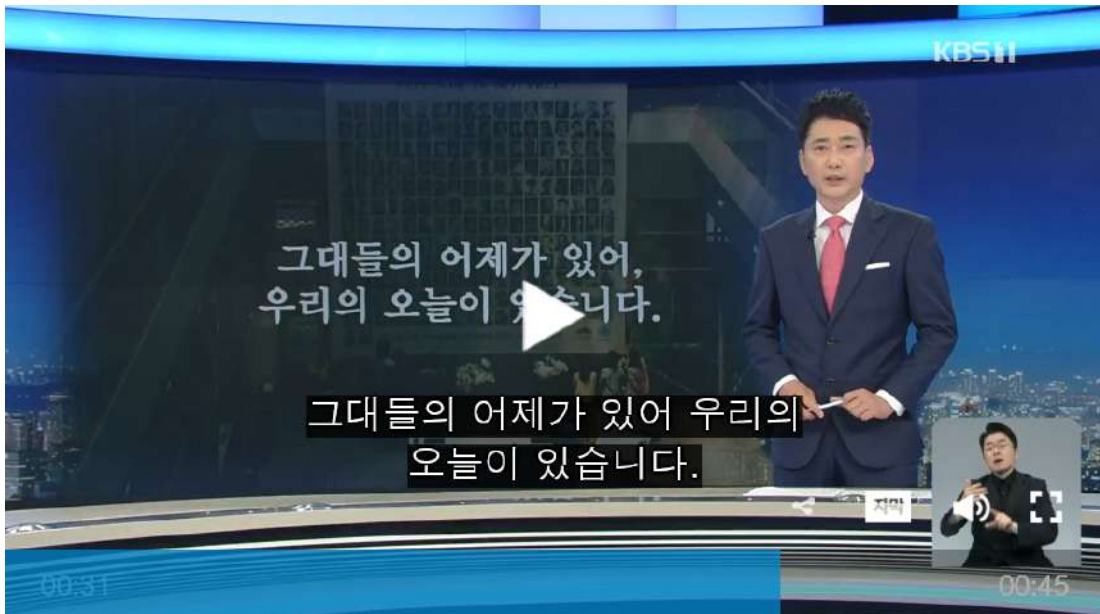 KBS1
그대들의 어제가 있어,
우리의 오늘이 있습니다.
그대들의 어제가 있어 우리의
오늘이 있습니다.
자막
00:31
00:45